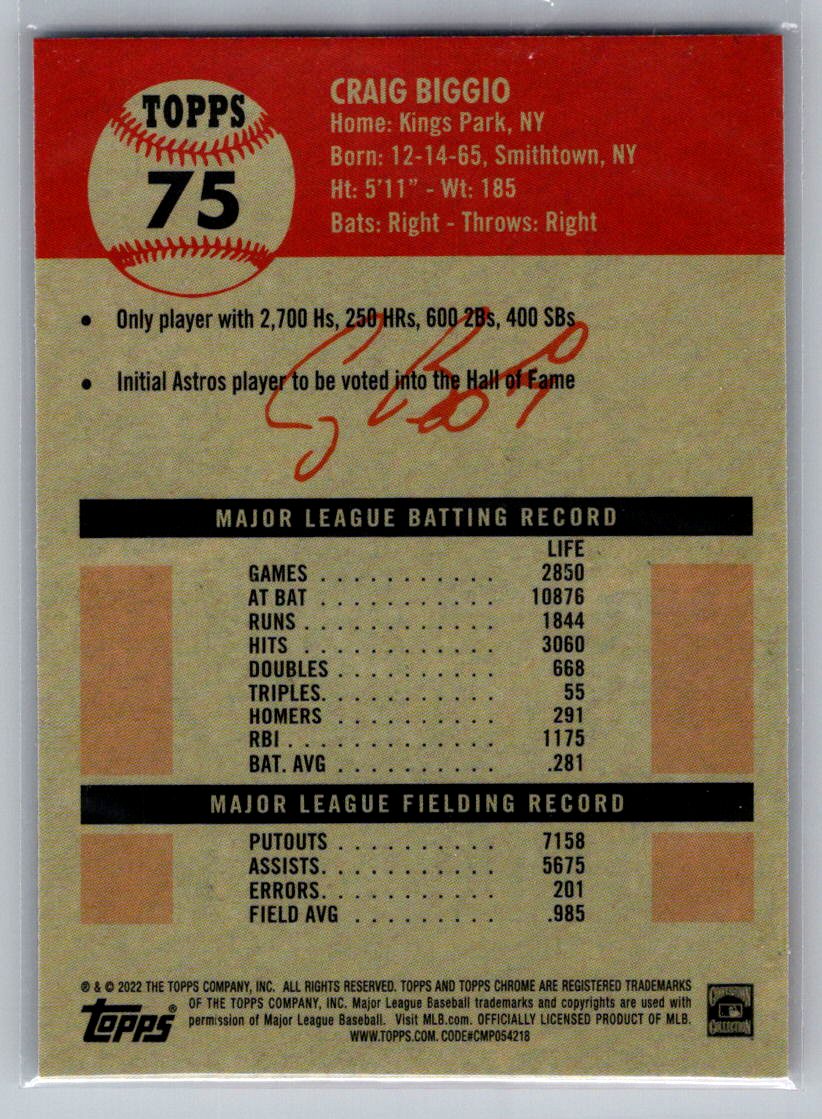 TOPPS
75
CRAIG BIGGIO
Home: Kings Park, NY
Born: 12-14-65, Smithtown, NY
Ht: 5'11" - Wt: 185
Bats: Right - Throws: Right
• Only player with 2,700 Hs, 250 HRs, 600 2Bs, 400 SBs
• Initial Astros player to be voted into the Hall of Fame
Craig Biggio
MAJOR LEAGUE BATTING RECORD
LIFE
GAMES . . . . . . . . . . . 2850
AT BAT . . . . . . . . . . . 10876
RUNS . . . . . . . . . . . . 1844
HITS . . . . . . . . . . . . 3060
DOUBLES . . . . . . . . . . 668
TRIPLES. . . . . . . . . . . 55
HOMERS . . . . . . . . . . 291
RBI . . . . . . . . . . . . . 1175
BAT. AVG . . . . . . . . . . .281
MAJOR LEAGUE FIELDING RECORD
PUTOUTS . . . . . . . . . . 7158
ASSISTS. . . . . . . . . . . 5675
ERRORS. . . . . . . . . . . 201
FIELD AVG . . . . . . . . . .985
® & © 2022 THE TOPPS COMPANY, INC. ALL RIGHTS RESERVED. TOPPS AND TOPPS CHROME ARE REGISTERED TRADEMARKS
OF THE TOPPS COMPANY, INC. Major League Baseball trademarks and copyrights are used with
permission of Major League Baseball. Visit MLB.com. OFFICIALLY LICENSED PRODUCT OF MLB.
WWW.TOPPS.COM. CODE#CMP054218
Topps®
COOPERSTOWN
COLLECTION